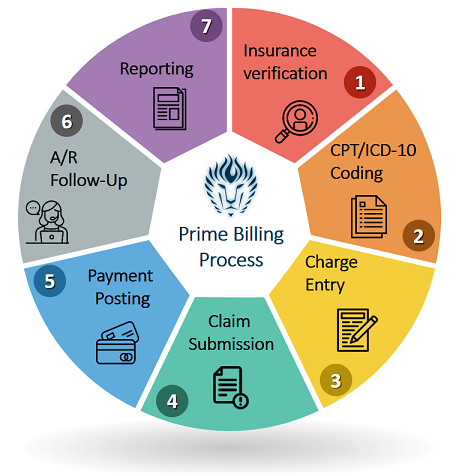 7
Reporting
Insurance
verification
1
6
A/R
Follow-Up
CPT/ICD-10
Coding
2
Prime Billing
Process
5
Payment
Posting
Charge
Entry
3
Claim
Submission
4